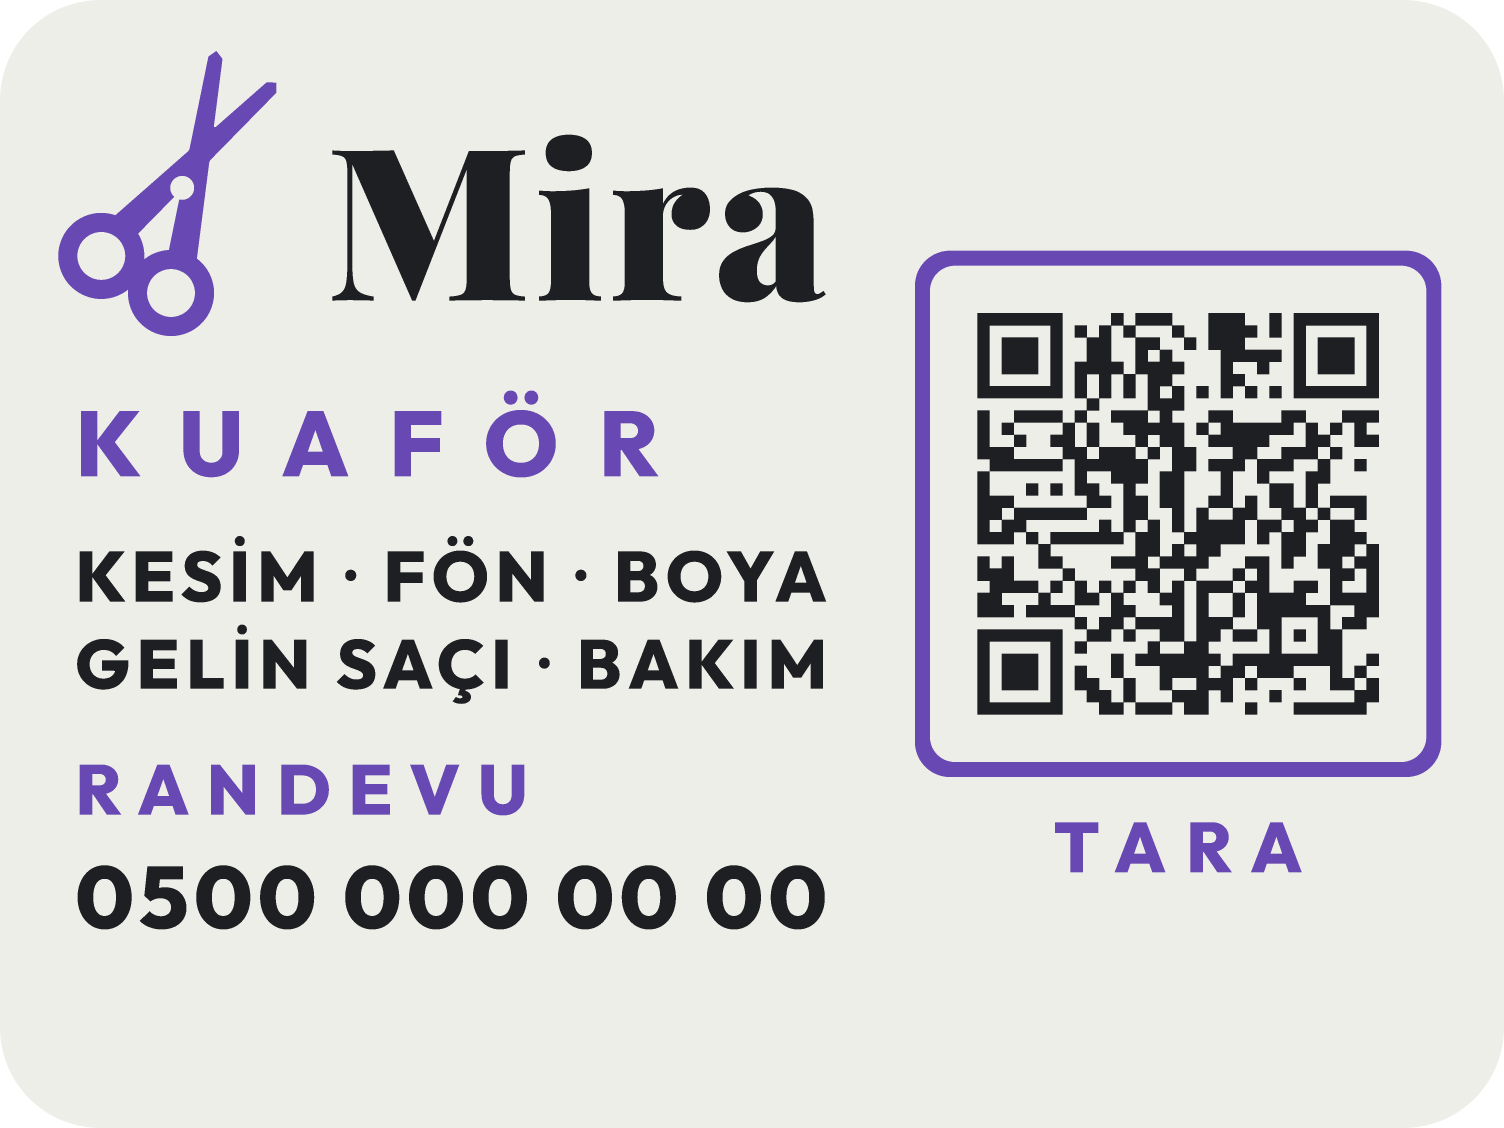 Mira
KUAFÖR
KESİM · FÖN · BOYA
GELİN SAÇI · BAKIM
RANDEVU
0500 000 00 00
TARA